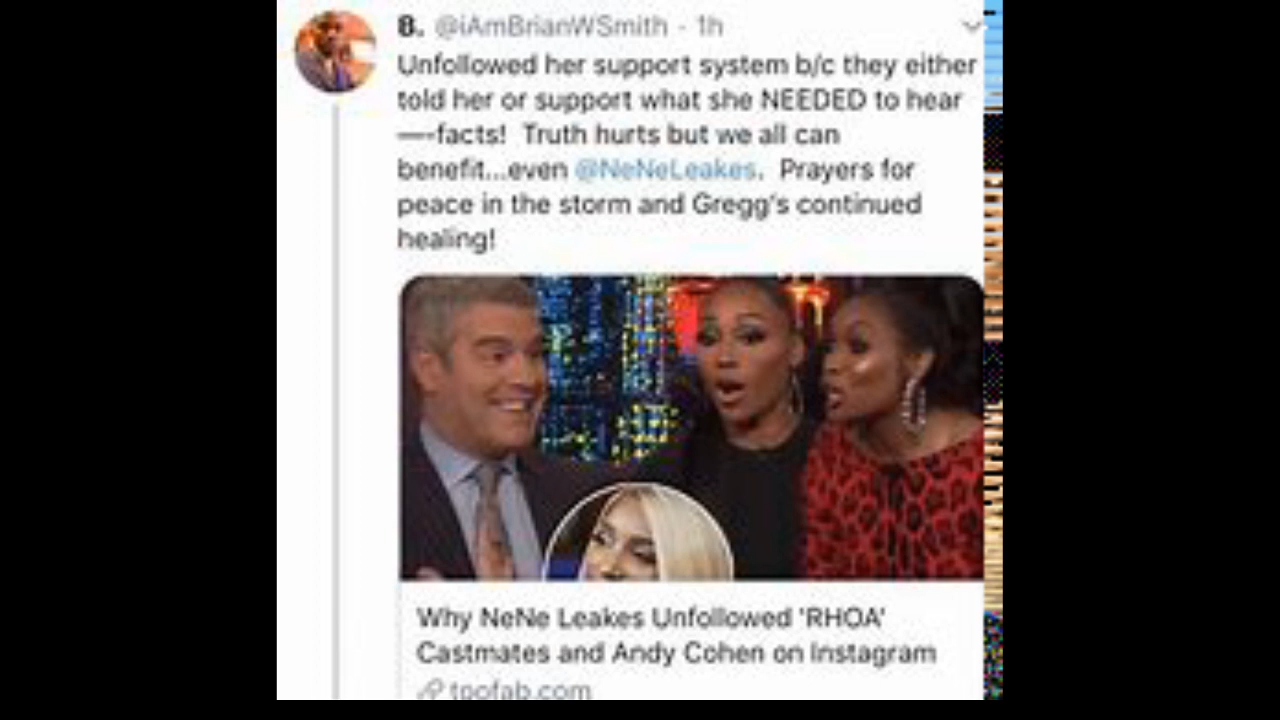 8. @iAmBrianWSmith · 1h
Unfollowed her support system b/c they either
told her or support what she NEEDED to hear
—-facts! Truth hurts but we all can
benefit...even @NeNeLeakes. Prayers for
peace in the storm and Gregg's continued
healing!
Why NeNe Leakes Unfollowed 'RHOA'
Castmates and Andy Cohen on Instagram
toofab.com